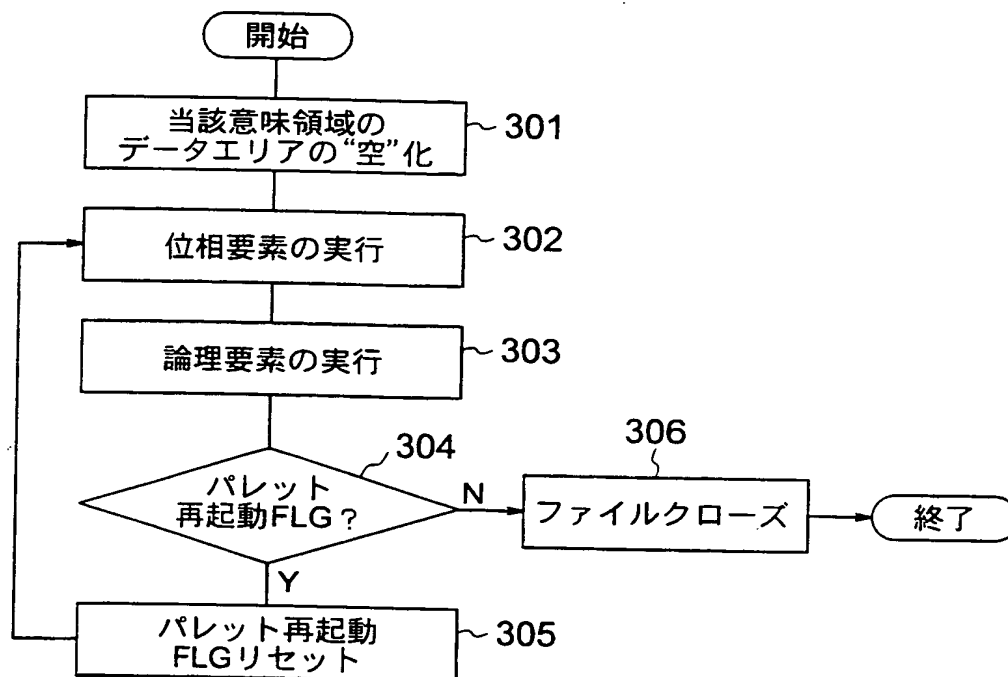 開始
当該意味領域の
データエリアの“空”化
301
位相要素の実行
302
論理要素の実行
303
304
パレット
再起動FLG？
N
306
ファイルクローズ
終了
Y
パレット再起動
FLGリセット
305